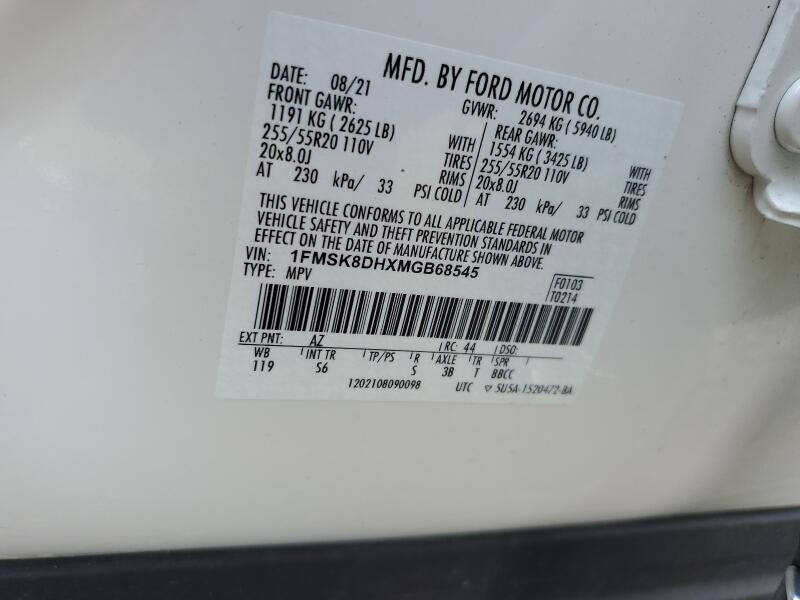 MFD. BY FORD MOTOR CO.
DATE: 08/21 GVWR: 2694 KG ( 5940 LB)
FRONT GAWR: REAR GAWR:
1191 KG ( 2625 LB) WITH 1554 KG ( 3425 LB) WITH
255/55R20 110V TIRES 255/55R20 110V TIRES
20x8.0J RIMS 20x8.0J RIMS
AT 230 kPa/ 33 PSI COLD AT 230 kPa/ 33 PSI COLD
THIS VEHICLE CONFORMS TO ALL APPLICABLE FEDERAL MOTOR
VEHICLE SAFETY AND THEFT PREVENTION STANDARDS IN
EFFECT ON THE DATE OF MANUFACTURE SHOWN ABOVE.
VIN: 1FMSK8DHXMGB68545
TYPE: MPV
F0103
T0214
EXT PNT: AZ RC: 44 DSO:
WB INT TR TP/PS R AXLE TR SPR
119 S6 S 3B T BBCC
1202108090098 UTC ▽ 5U5A-1520472-BA